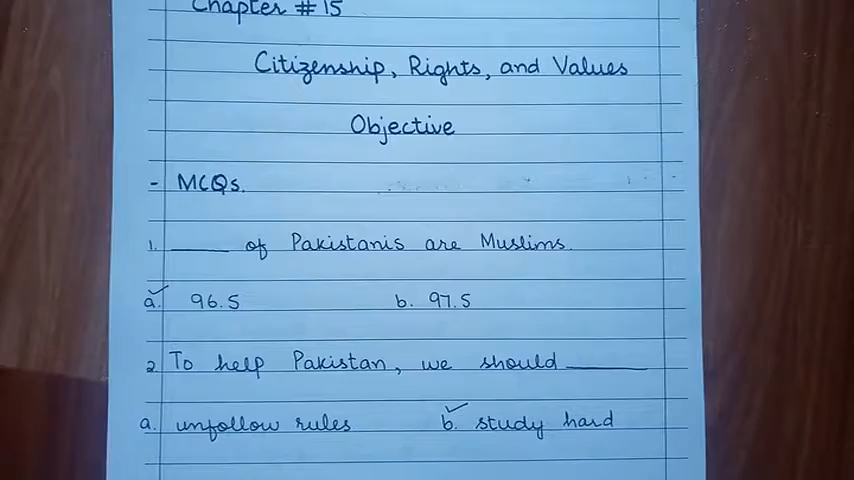 Chapter # 15
Citizenship, Rights, and Values
Objective
- MCQs.
1. ____ of Pakistanis are Muslims.
✓a. 96.5 b. 97.5
2. To help Pakistan, we should ____
a. unfollow rules ✓b. study hard